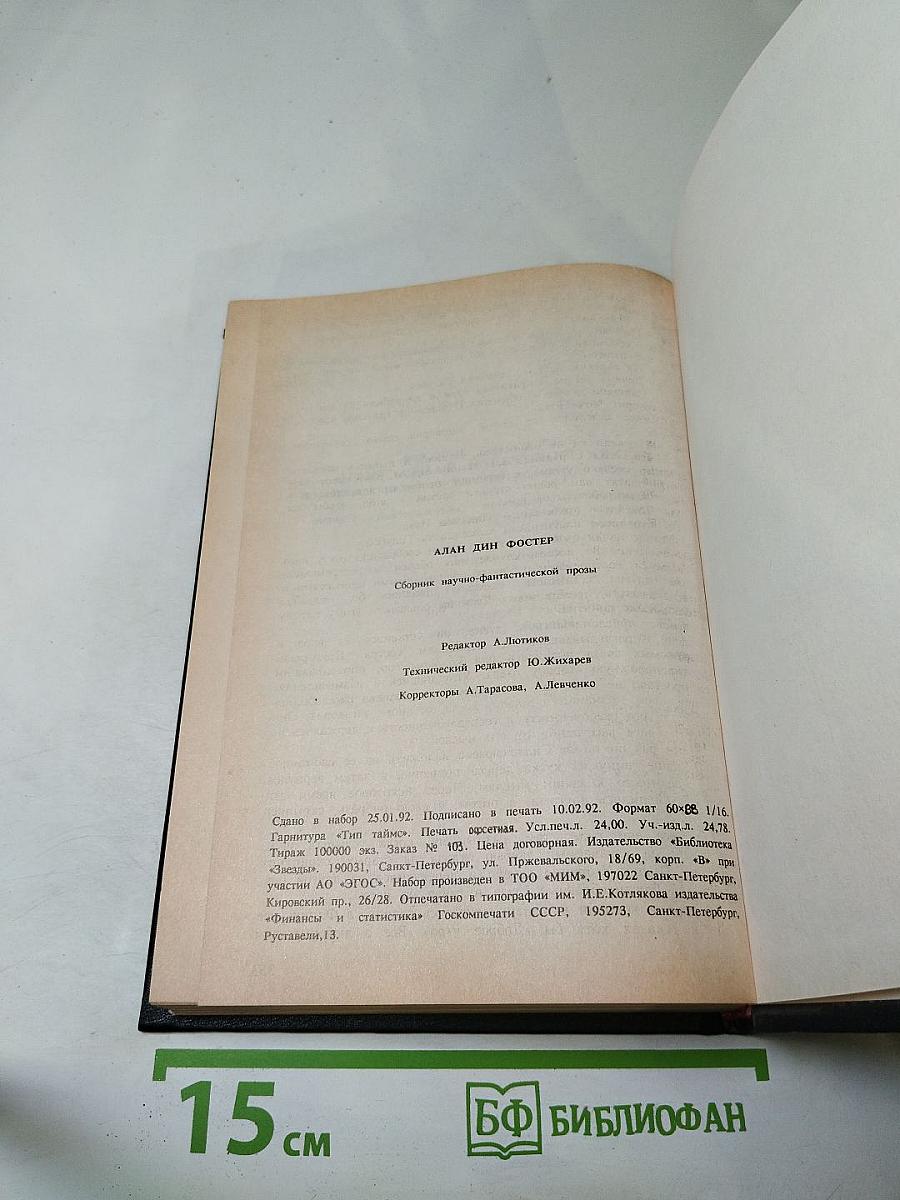 АЛАН ДИН ФОСТЕР
Сборник научно-фантастической прозы
Редактор А.Лютиков
Технический редактор Ю.Жихарев
Корректоры А.Тарасова, А.Левченко
Сдано в набор 25.01.92. Подписано в печать 10.02.92. Формат 60×88 1/16.
Гарнитура «Тип таймс». Печать офсетная. Усл.печ.л. 24,00. Уч.-изд.л. 24,78.
Тираж 100000 экз. Заказ № 103. Цена договорная. Издательство «Библиотека
«Звезды». 190031, Санкт-Петербург, ул. Пржевальского, 18/69, корп. «В» при
участии АО «ЭГОС». Набор произведен в ТОО «МИМ», 197022 Санкт-Петербург,
Кировский пр., 26/28. Отпечатано в типографии им. И.Е.Котлякова издательства
«Финансы и статистика» Госкомпечати СССР, 195273, Санкт-Петербург,
Руставели,13.
15 см
БФ БИБЛИОФАН